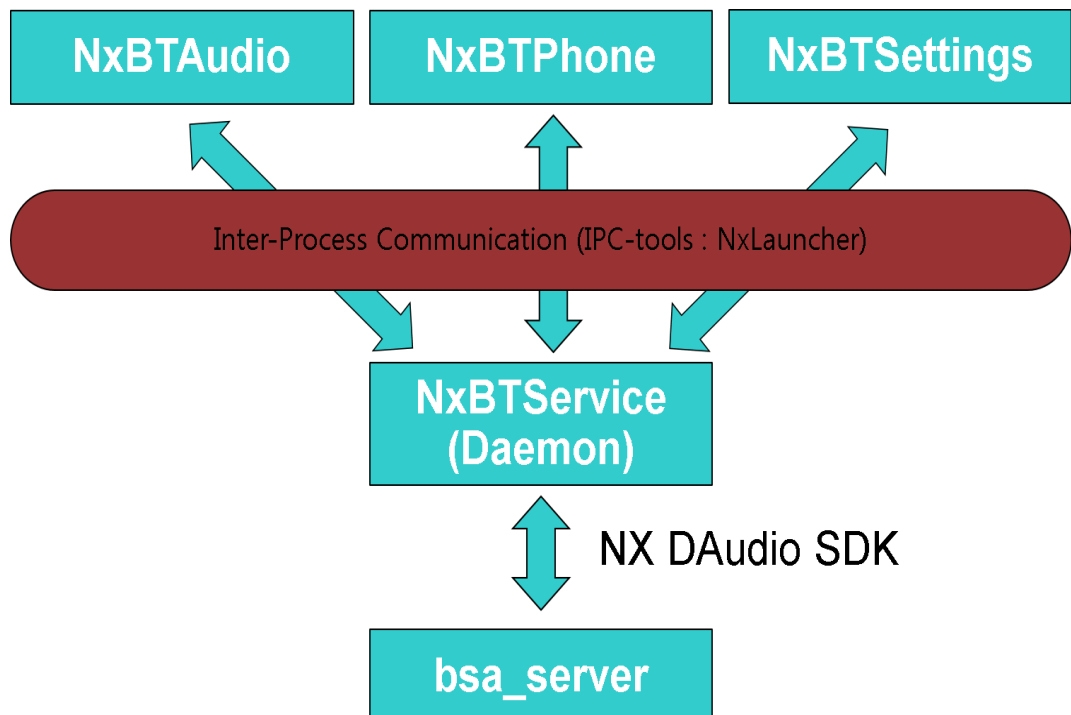 NxBTAudio
NxBTPhone
NxBTSettings
Inter-Process Communication (IPC-tools : NxLauncher)
NxBTService
(Daemon)
NX DAudio SDK
bsa_server